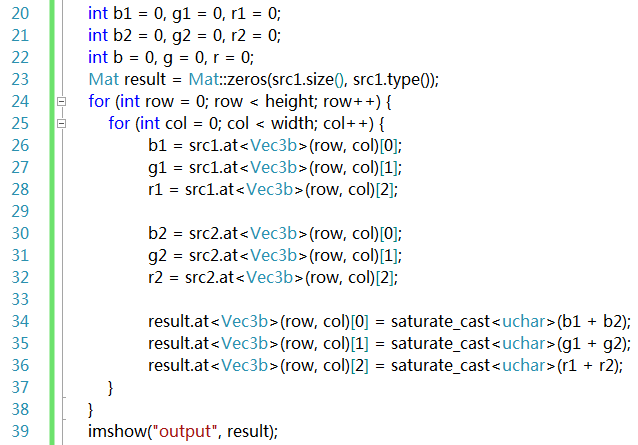 20 int b1 = 0, g1 = 0, r1 = 0;
21 int b2 = 0, g2 = 0, r2 = 0;
22 int b = 0, g = 0, r = 0;
23 Mat result = Mat::zeros(src1.size(), src1.type());
24 for (int row = 0; row < height; row++) {
25 for (int col = 0; col < width; col++) {
26 b1 = src1.at<Vec3b>(row, col)[0];
27 g1 = src1.at<Vec3b>(row, col)[1];
28 r1 = src1.at<Vec3b>(row, col)[2];
29
30 b2 = src2.at<Vec3b>(row, col)[0];
31 g2 = src2.at<Vec3b>(row, col)[1];
32 r2 = src2.at<Vec3b>(row, col)[2];
33
34 result.at<Vec3b>(row, col)[0] = saturate_cast<uchar>(b1 + b2);
35 result.at<Vec3b>(row, col)[1] = saturate_cast<uchar>(g1 + g2);
36 result.at<Vec3b>(row, col)[2] = saturate_cast<uchar>(r1 + r2);
37 }
38 }
39 imshow("output", result);